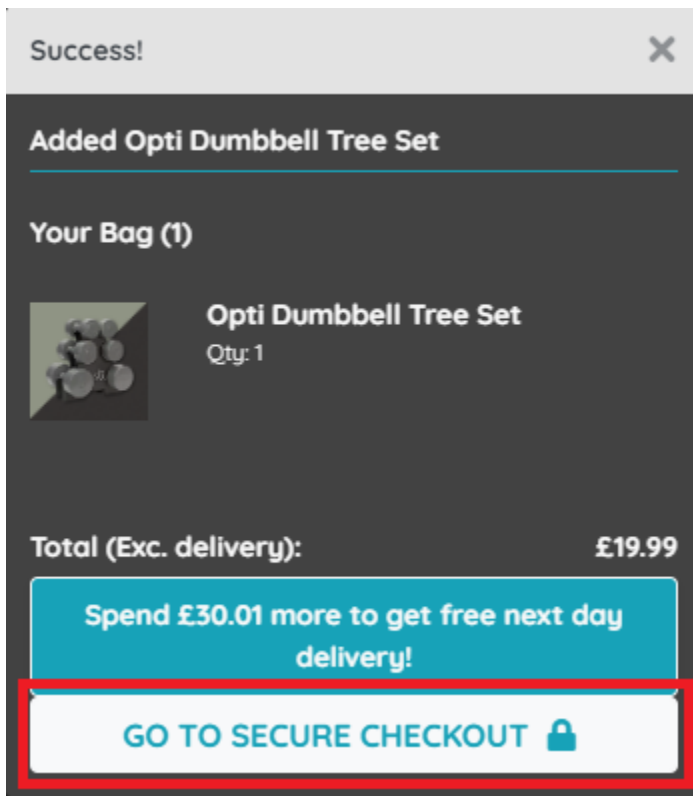 Success!
Added Opti Dumbbell Tree Set
Your Bag (1)
Opti Dumbbell Tree Set
Qty: 1
Total (Exc. delivery): £19.99
Spend £30.01 more to get free next day
delivery!
GO TO SECURE CHECKOUT